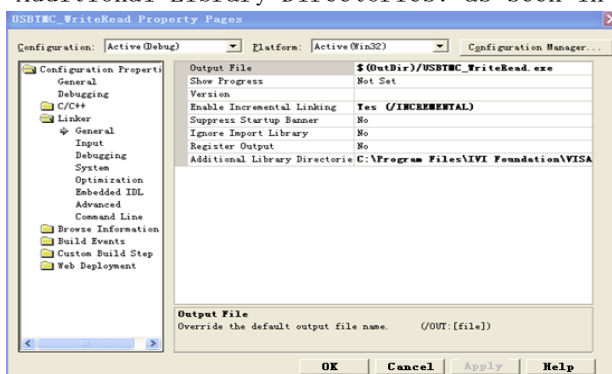 Additional Library Directories: as seen in
USBTMC_WriteRead Property Pages
Configuration: Active(Debug) Platform: Active(Win32) Configuration Manager...
Configuration Properti
General
Debugging
C/C++
Linker
General
Input
Debugging
System
Optimization
Embedded IDL
Advanced
Command Line
Browse Information
Build Events
Custom Build Step
Web Deployment
Output File $(OutDir)/USBTMC_WriteRead.exe
Show Progress Not Set
Version
Enable Incremental Linking Yes (/INCREMENTAL)
Suppress Startup Banner No
Ignore Import Library No
Register Output No
Additional Library Directorie C:\Program Files\IVI Foundation\VISA
Output File
Override the default output file name. (/OUT:[file])
OK Cancel Apply Help